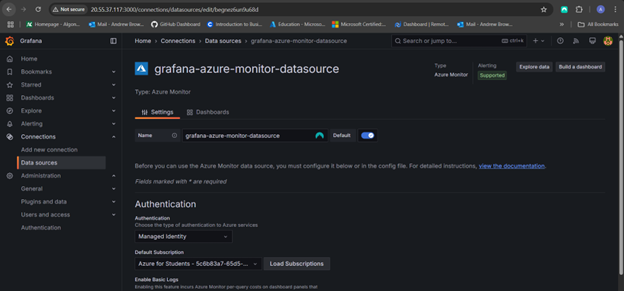 Not secure 20.55.37.117:3000/connections/datasources/edit/
Homepage - Algon...
Mail - Andrew Brow...
GitHub Dashboard
Introduction to Busin...
Education - Microso...
Microsoft Certified...
Dashboard | Remot...
Mail - Andrew Brow...
All Bookmarks
Grafana
Home > Connections > Data sources > grafana-azure-monitor-datasource
Search or jump to...
ctrl+k
Home
Bookmarks
Starred
Dashboards
Explore
Alerting
Connections
Add new connection
Data sources
Administration
General
Plugins and data
Users and access
Authentication
grafana-azure-monitor-datasource
Type
Azure Monitor
Alerting
Supported
Explore data
Build a dashboard
Type: Azure Monitor
Settings
Dashboards
Name
grafana-azure-monitor-datasource
Default
Before you can use the Azure Monitor data source, you must configure it below or in the config file. For detailed instructions, view the documentation.
Fields marked with * are required
Authentication
Authentication
Choose the type of authentication to Azure services
Managed Identity
Default Subscription
Azure for Students - 5c6b83a7-85d5-...
Load Subscriptions
Enable Basic Logs
Enabling this feature incurs Azure Monitor per-query costs on dashboard panels that